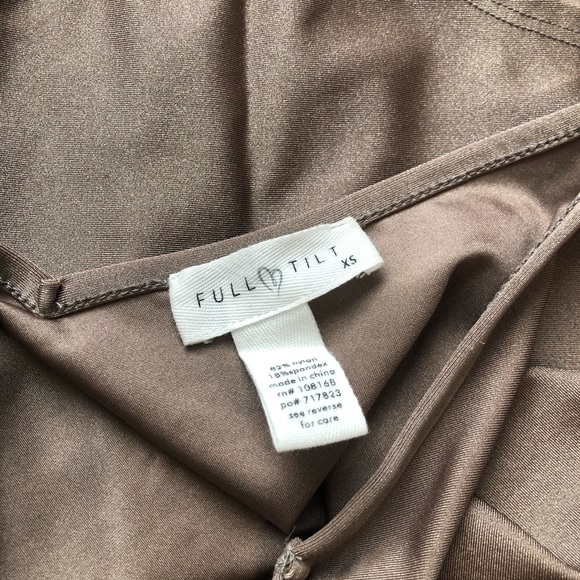 FULL TILT
XS
82% nylon
18%spandex
made in china
rn# 108168
po# 717823
see reverse
for care